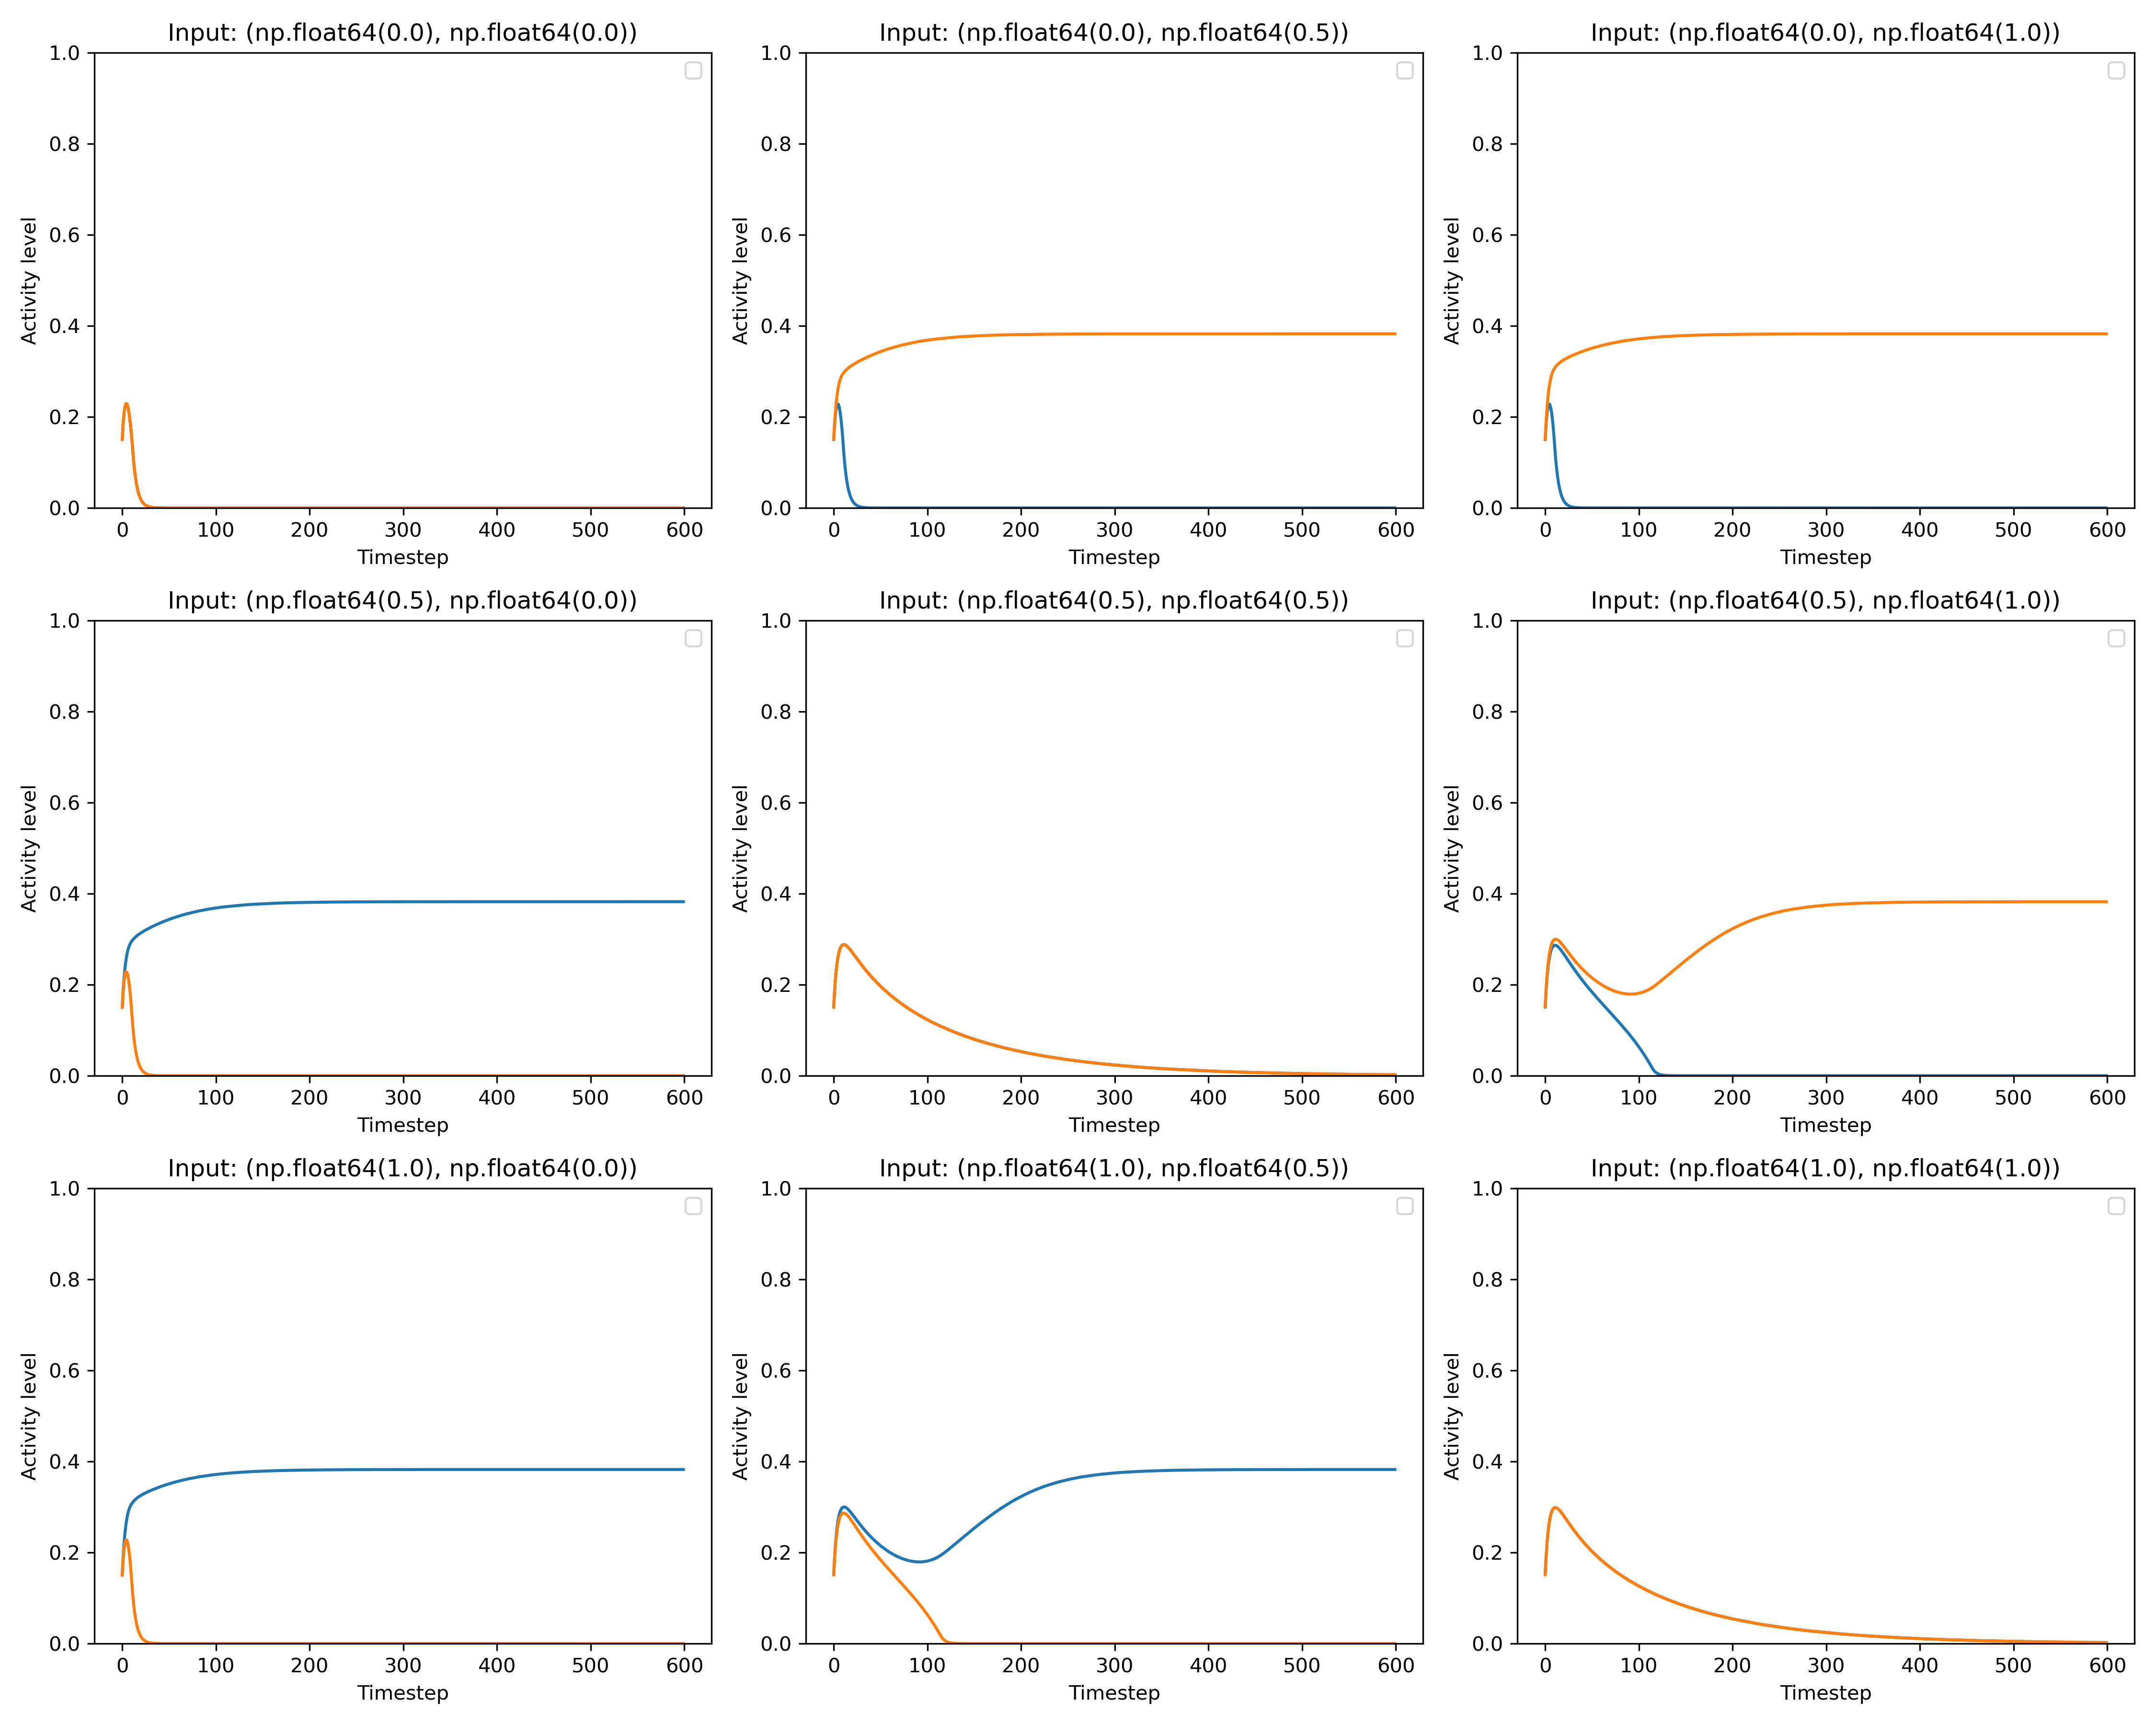 Input: (np.float64(0.0), np.float64(0.0))
1.0
0.8
0.6
0.4
0.2
0.0
Activity level
0 100 200 300 400 500 600
Timestep
Input: (np.float64(0.0), np.float64(0.5))
1.0
0.8
0.6
0.4
0.2
0.0
Activity level
0 100 200 300 400 500 600
Timestep
Input: (np.float64(0.0), np.float64(1.0))
1.0
0.8
0.6
0.4
0.2
0.0
Activity level
0 100 200 300 400 500 600
Timestep
Input: (np.float64(0.5), np.float64(0.0))
1.0
0.8
0.6
0.4
0.2
0.0
Activity level
0 100 200 300 400 500 600
Timestep
Input: (np.float64(0.5), np.float64(0.5))
1.0
0.8
0.6
0.4
0.2
0.0
Activity level
0 100 200 300 400 500 600
Timestep
Input: (np.float64(0.5), np.float64(1.0))
1.0
0.8
0.6
0.4
0.2
0.0
Activity level
0 100 200 300 400 500 600
Timestep
Input: (np.float64(1.0), np.float64(0.0))
1.0
0.8
0.6
0.4
0.2
0.0
Activity level
0 100 200 300 400 500 600
Timestep
Input: (np.float64(1.0), np.float64(0.5))
1.0
0.8
0.6
0.4
0.2
0.0
Activity level
0 100 200 300 400 500 600
Timestep
Input: (np.float64(1.0), np.float64(1.0))
1.0
0.8
0.6
0.4
0.2
0.0
Activity level
0 100 200 300 400 500 600
Timestep